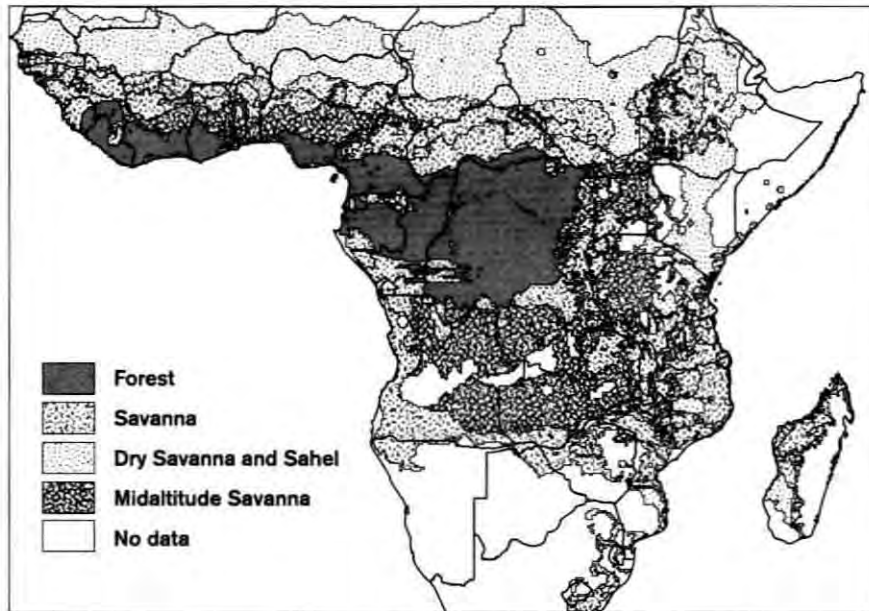 Forest
Savanna
Dry Savanna and Sahel
Midaltitude Savanna
No data